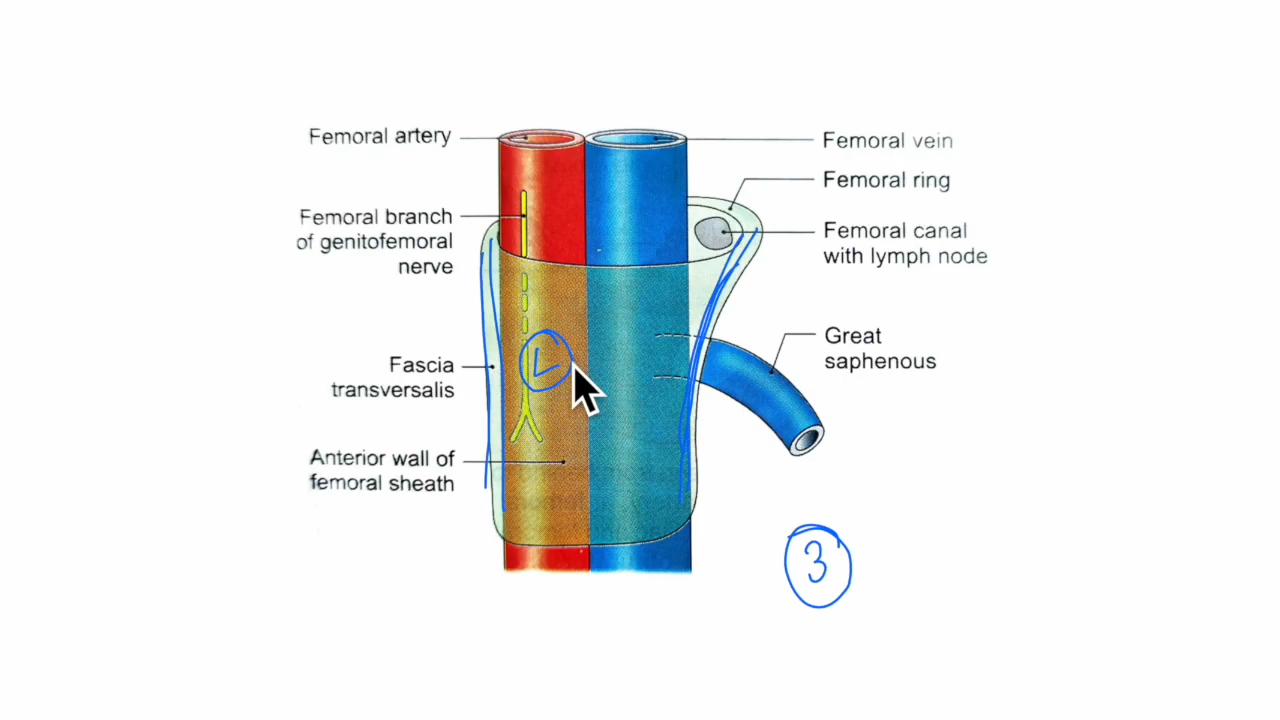 Femoral artery
Femoral branch
of genitofemoral
nerve
Fascia
transversalis
Anterior wall of
femoral sheath
Femoral vein
Femoral ring
Femoral canal
with lymph node
Great
saphenous
L
3